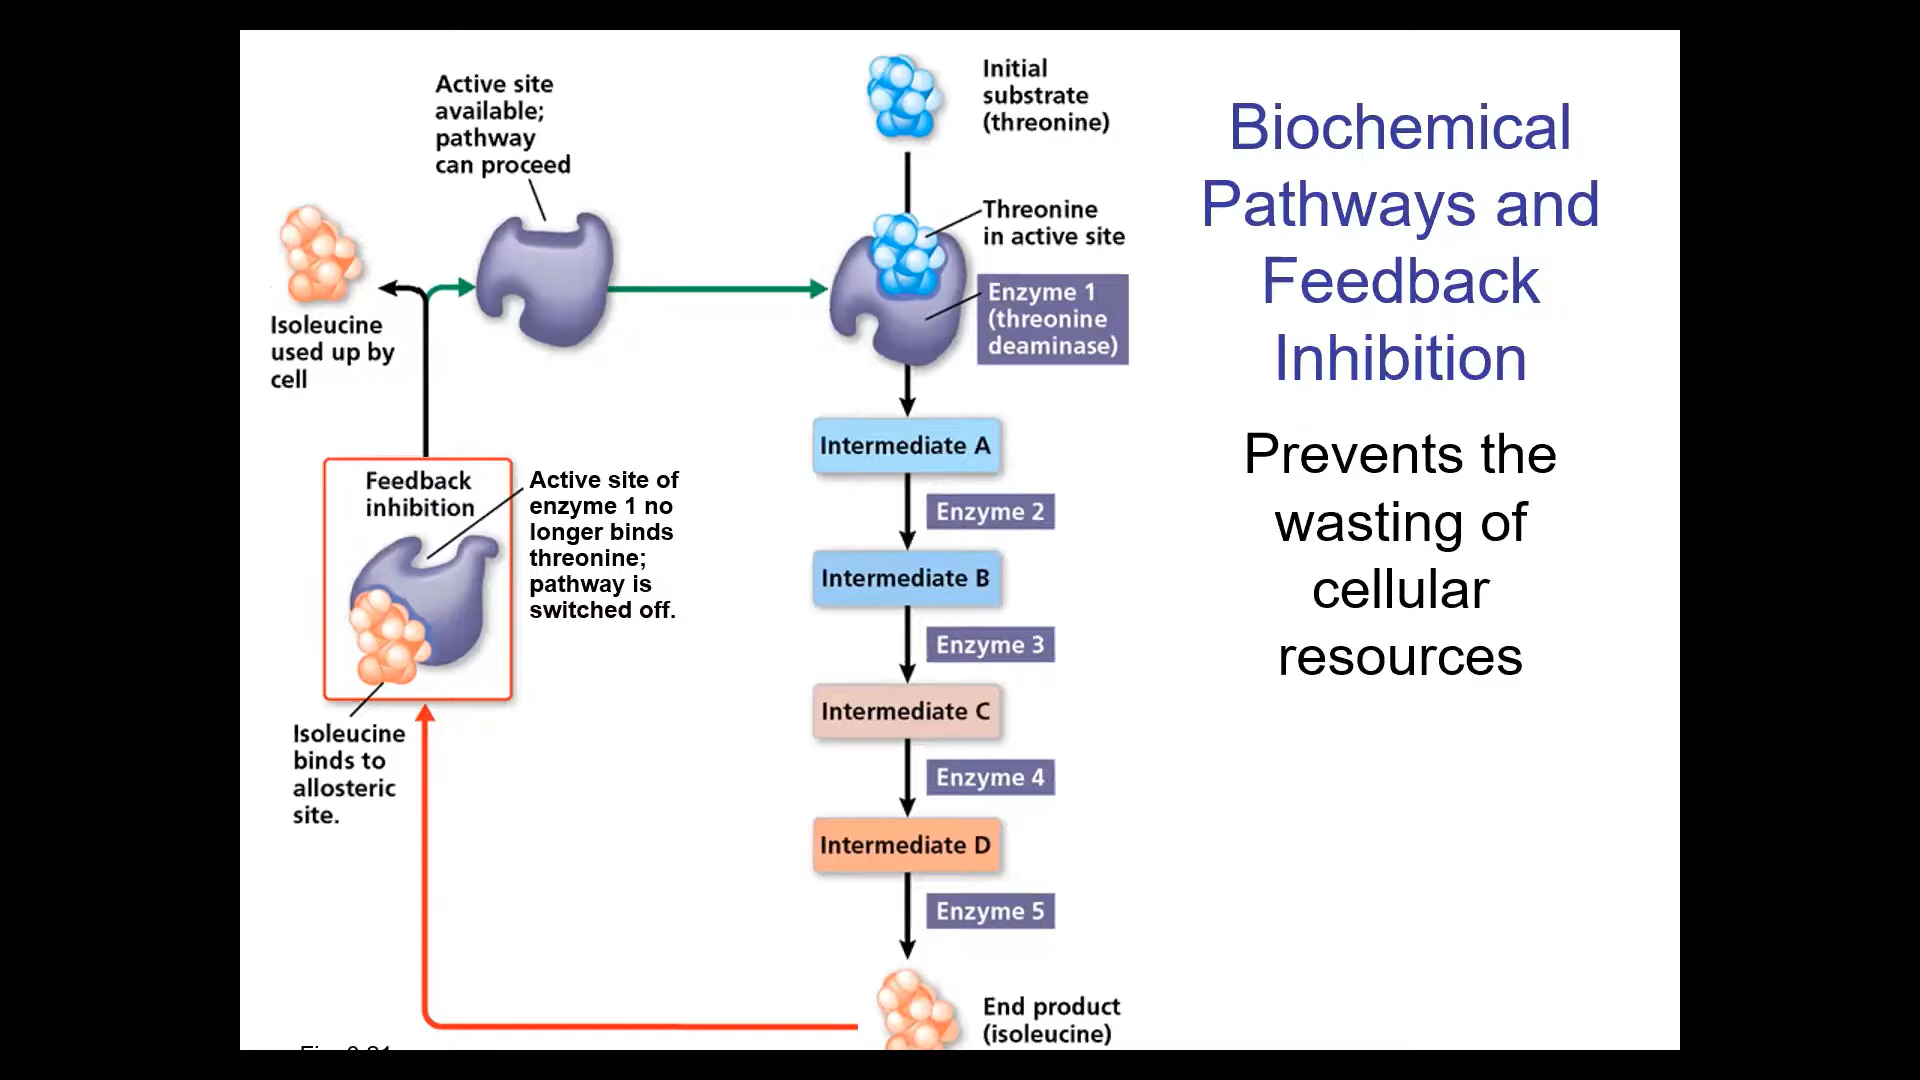 Active site
available;
pathway
can proceed
Initial
substrate
(threonine)
Threonine
in active site
Enzyme 1
(threonine
deaminase)
Isoleucine
used up by
cell
Intermediate A
Enzyme 2
Intermediate B
Enzyme 3
Intermediate C
Enzyme 4
Intermediate D
Enzyme 5
End product
(isoleucine)
Feedback
inhibition
Active site of
enzyme 1 no
longer binds
threonine;
pathway is
switched off.
Isoleucine
binds to
allosteric
site.
Biochemical
Pathways and
Feedback
Inhibition
Prevents the
wasting of
cellular
resources